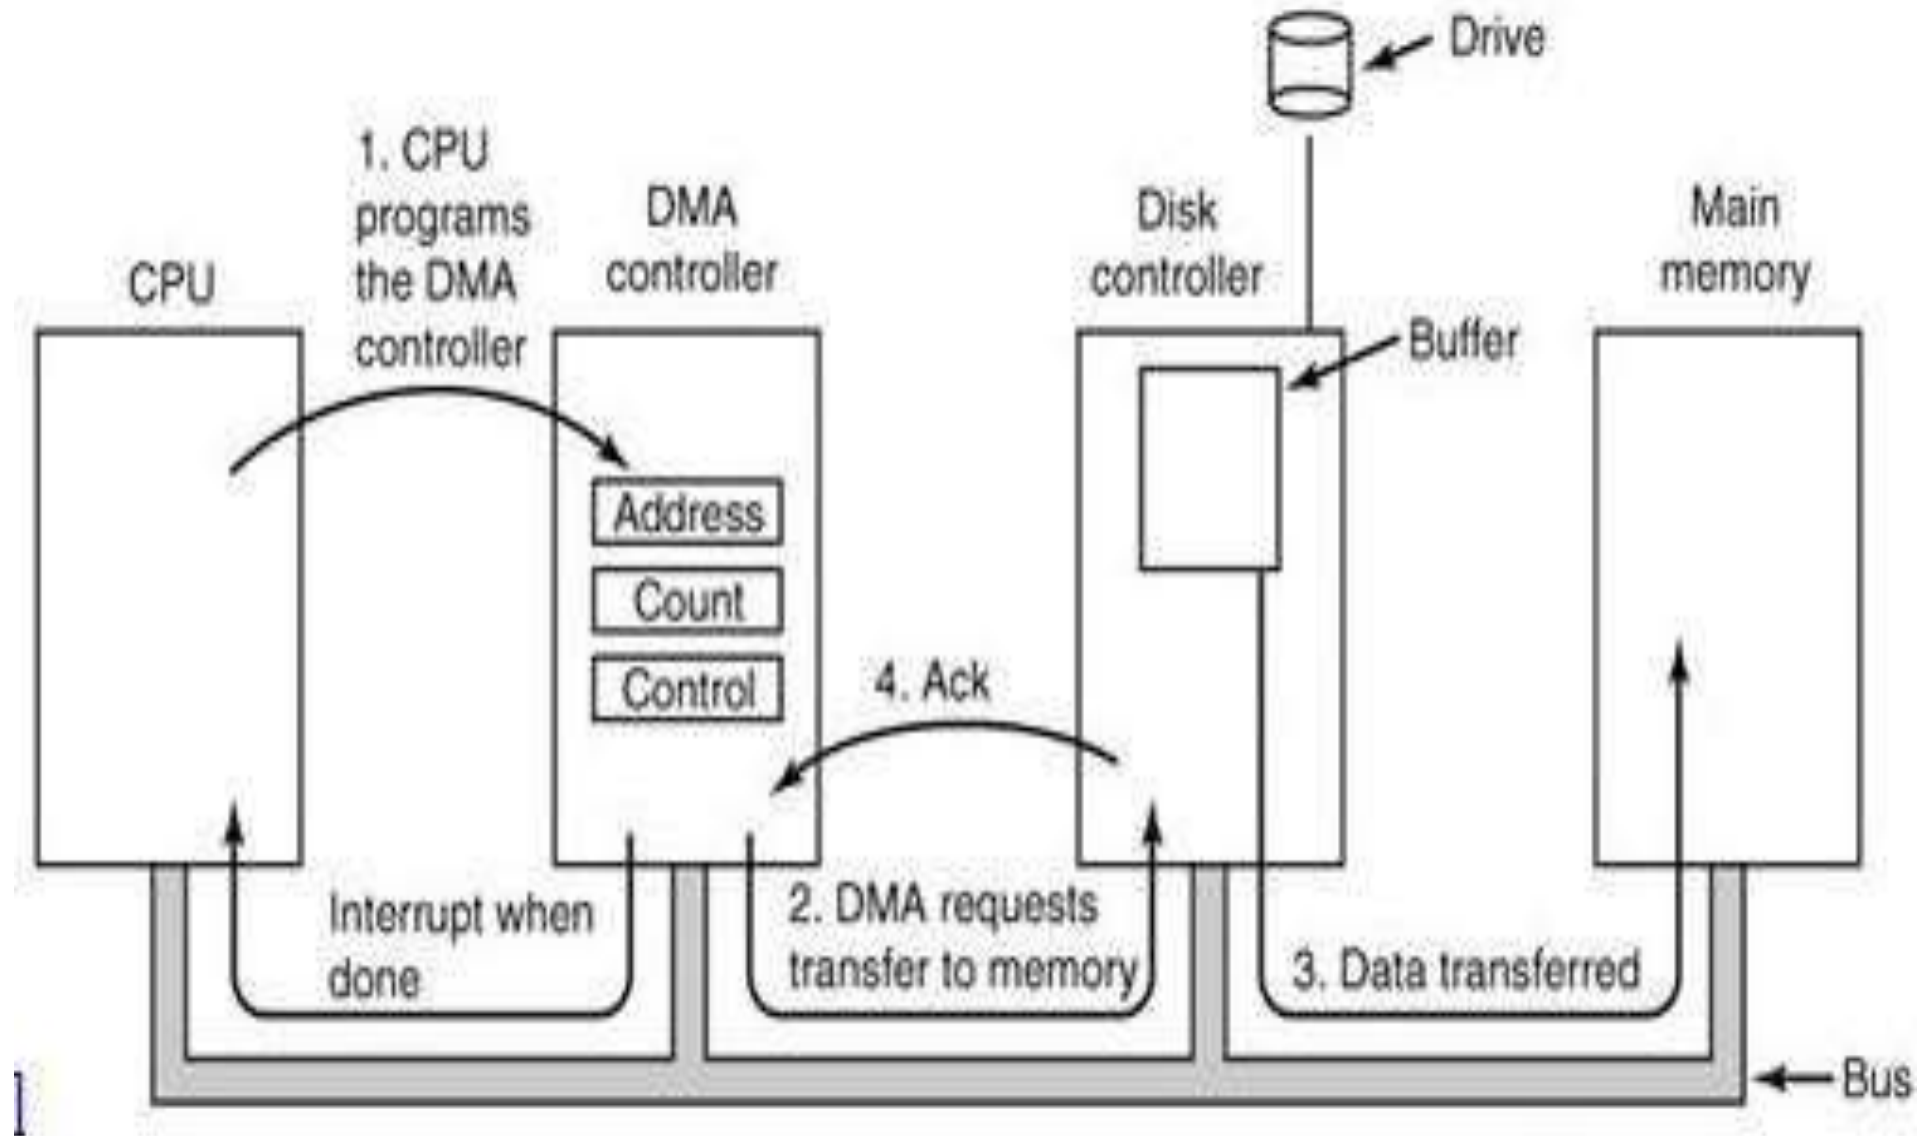 Drive
1. CPU
programs
the DMA
controller
DMA
controller
Disk
controller
Main
memory
CPU
Buffer
Address
Count
Control
4. Ack
Interrupt when
done
2. DMA requests
transfer to memory
3. Data transferred
Bus